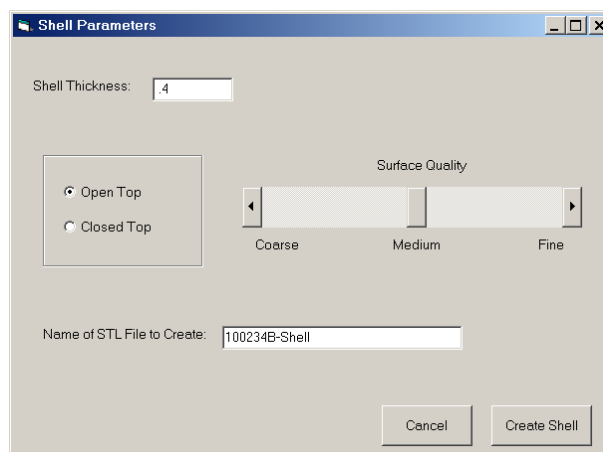 Shell Parameters
Shell Thickness: .4
Surface Quality
Open Top
Closed Top
Coarse Medium Fine
Name of STL File to Create: 100234B-Shell
Cancel Create Shell